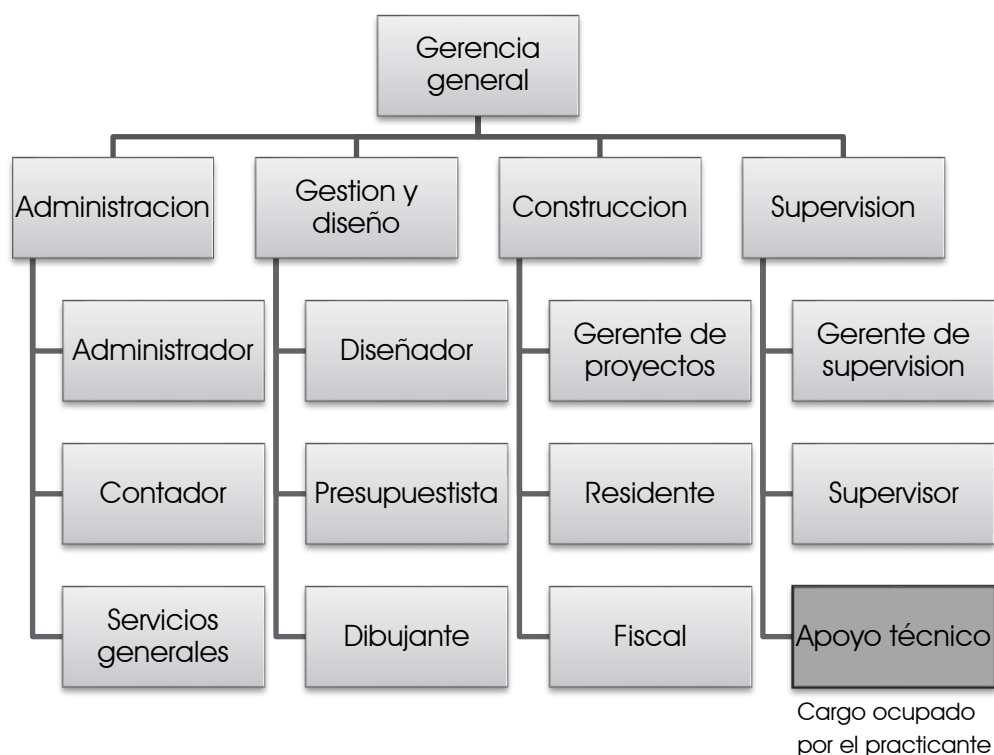 Gerencia
general
Administracion
Gestion y
diseño
Construccion
Supervision
Administrador
Diseñador
Gerente de
proyectos
Gerente de
supervision
Contador
Presupuestista
Residente
Supervisor
Servicios
generales
Dibujante
Fiscal
Apoyo técnico
Cargo ocupado
por el practicante